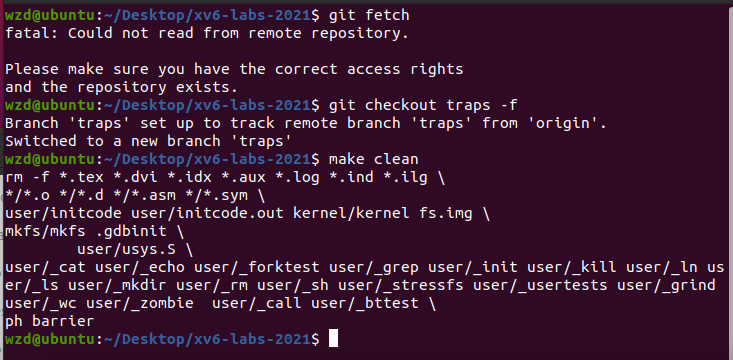 wzd@ubuntu:~/Desktop/xv6-labs-2021$ git fetch
fatal: Could not read from remote repository.

Please make sure you have the correct access rights
and the repository exists.
wzd@ubuntu:~/Desktop/xv6-labs-2021$ git checkout traps -f
Branch 'traps' set up to track remote branch 'traps' from 'origin'.
Switched to a new branch 'traps'
wzd@ubuntu:~/Desktop/xv6-labs-2021$ make clean
rm -f *.tex *.dvi *.idx *.aux *.log *.ind *.ilg \
*/*.o */*.d */*.asm */*.sym \
user/initcode user/initcode.out kernel/kernel fs.img \
mkfs/mkfs .gdbinit \
        user/usys.S \
user/_cat user/_echo user/_forktest user/_grep user/_init user/_kill user/_ln us
er/_ls user/_mkdir user/_rm user/_sh user/_stressfs user/_usertests user/_grind
user/_wc user/_zombie  user/_call user/_bttest \
ph barrier
wzd@ubuntu:~/Desktop/xv6-labs-2021$